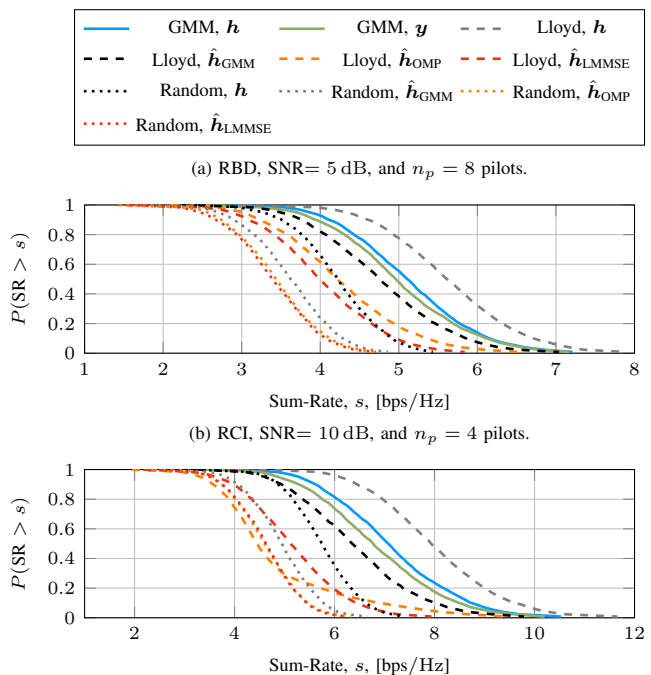 GMM, h GMM, y Lloyd, h
Lloyd, ĥ_GMM Lloyd, ĥ_OMP Lloyd, ĥ_LMMSE
Random, h Random, ĥ_GMM Random, ĥ_OMP
Random, ĥ_LMMSE
(a) RBD, SNR= 5 dB, and n_p = 8 pilots.
P(SR > s)
1
0.8
0.6
0.4
0.2
0
1 2 3 4 5 6 7 8
Sum-Rate, s, [bps/Hz]
(b) RCI, SNR= 10 dB, and n_p = 4 pilots.
P(SR > s)
1
0.8
0.6
0.4
0.2
0
2 4 6 8 10 12
Sum-Rate, s, [bps/Hz]